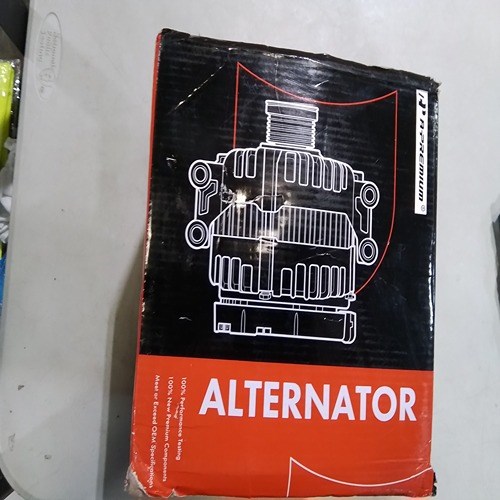 A-PREMIUM®
ALTERNATOR
100% Performance Testing
100% New Premium Components
Meet or Exceed OEM Specifications